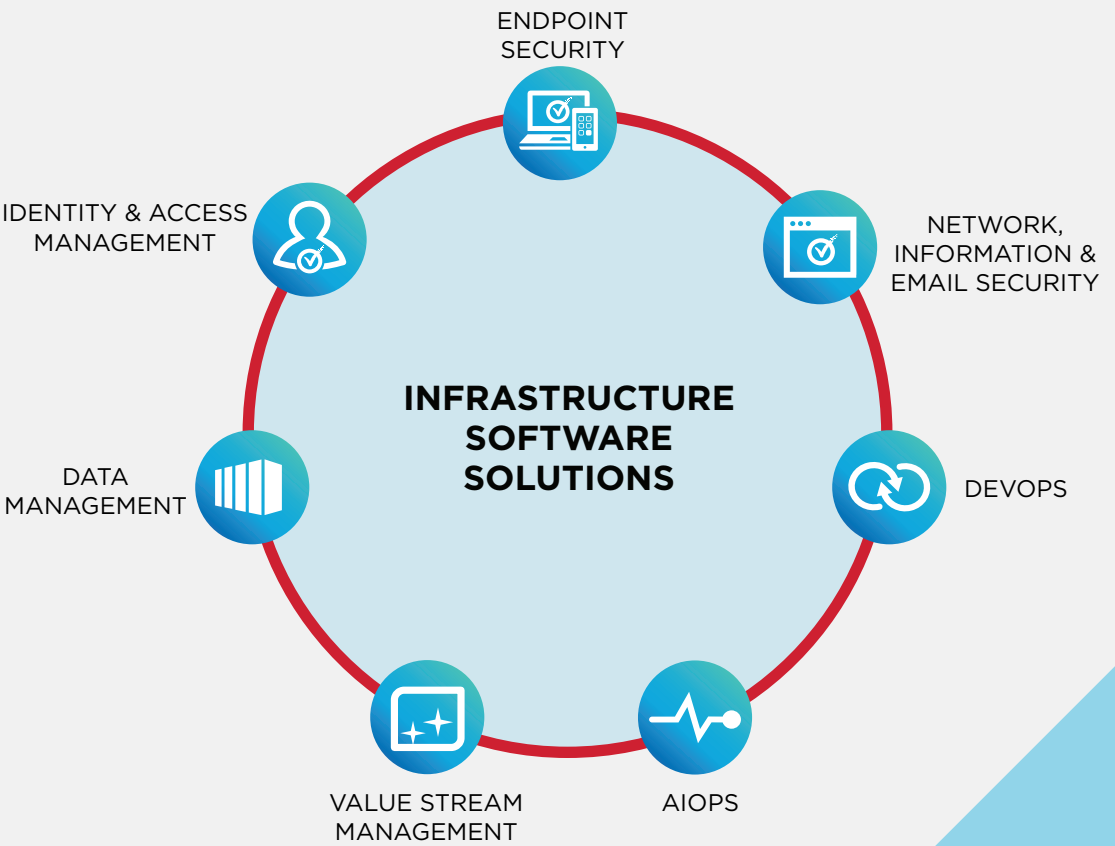 ENDPOINT
SECURITY
IDENTITY & ACCESS
MANAGEMENT
NETWORK,
INFORMATION &
EMAIL SECURITY
INFRASTRUCTURE
SOFTWARE
SOLUTIONS
DATA
MANAGEMENT
DEVOPS
VALUE STREAM
MANAGEMENT
AIOPS